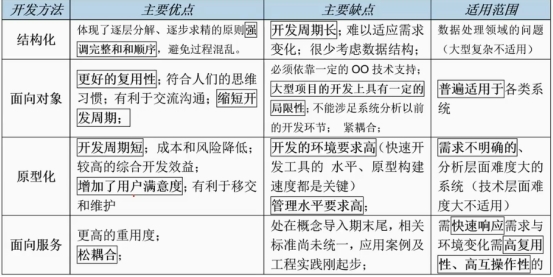 开发方法 主要优点 主要缺点 适用范围
结构化
体现了逐层分解、逐步求精的原则强
调完整和和顺序，避免过程混乱。
开发周期长；难以适应需求
变化；很少考虑数据结构；
数据处理领域的问题
（大型复杂不适用）
面向对象
更好的复用性；符合人们的思维
习惯；有利于交流沟通；缩短开
发周期；
必须依靠一定的 OO 技术支持；
大型项目的开发上具有一定的
局限性；不能涉足系统分析以前
的开发环节； 紧耦合；
普遍适用于各类系
统
原型化
开发周期短；成本和风险降低；
较高的综合开发效益；
增加了用户满意度；有利于移交
和维护
开发的环境要求高（快速开
发工具的 水平、原型构建
速度都是关键）
管理水平要求高；
需求不明确的、
分析层面难度大的
系统（技术层面难
度大不适用）
面向服务
更高的重用度；
松耦合；
处在概念导入期末尾，相关
标准尚未统一，应用案例及
工程实践刚起步；
需快速响应需求与
环境变化需高复用
性、高互操作性的